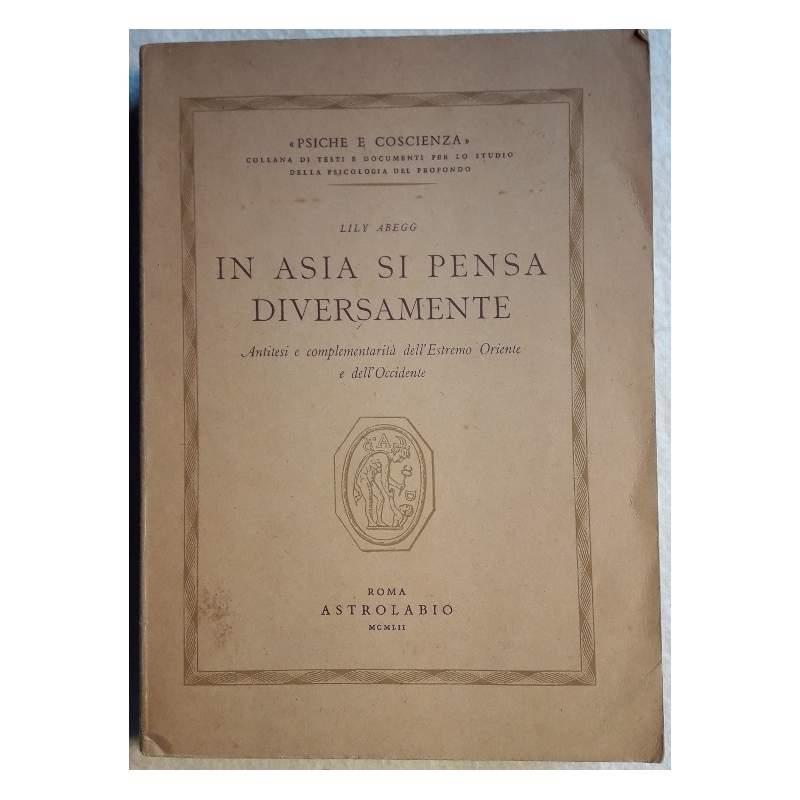 «PSICHE E COSCIENZA»
COLLANA DI TESTI E DOCUMENTI PER LO STUDIO
DELLA PSICOLOGIA DEL PROFONDO
LILY ABEGG
IN ASIA SI PENSA
DIVERSAMENTE
Antitesi e complementarità dell'Estremo Oriente
e dell'Occidente
ROMA
ASTROLABIO
MCMLII